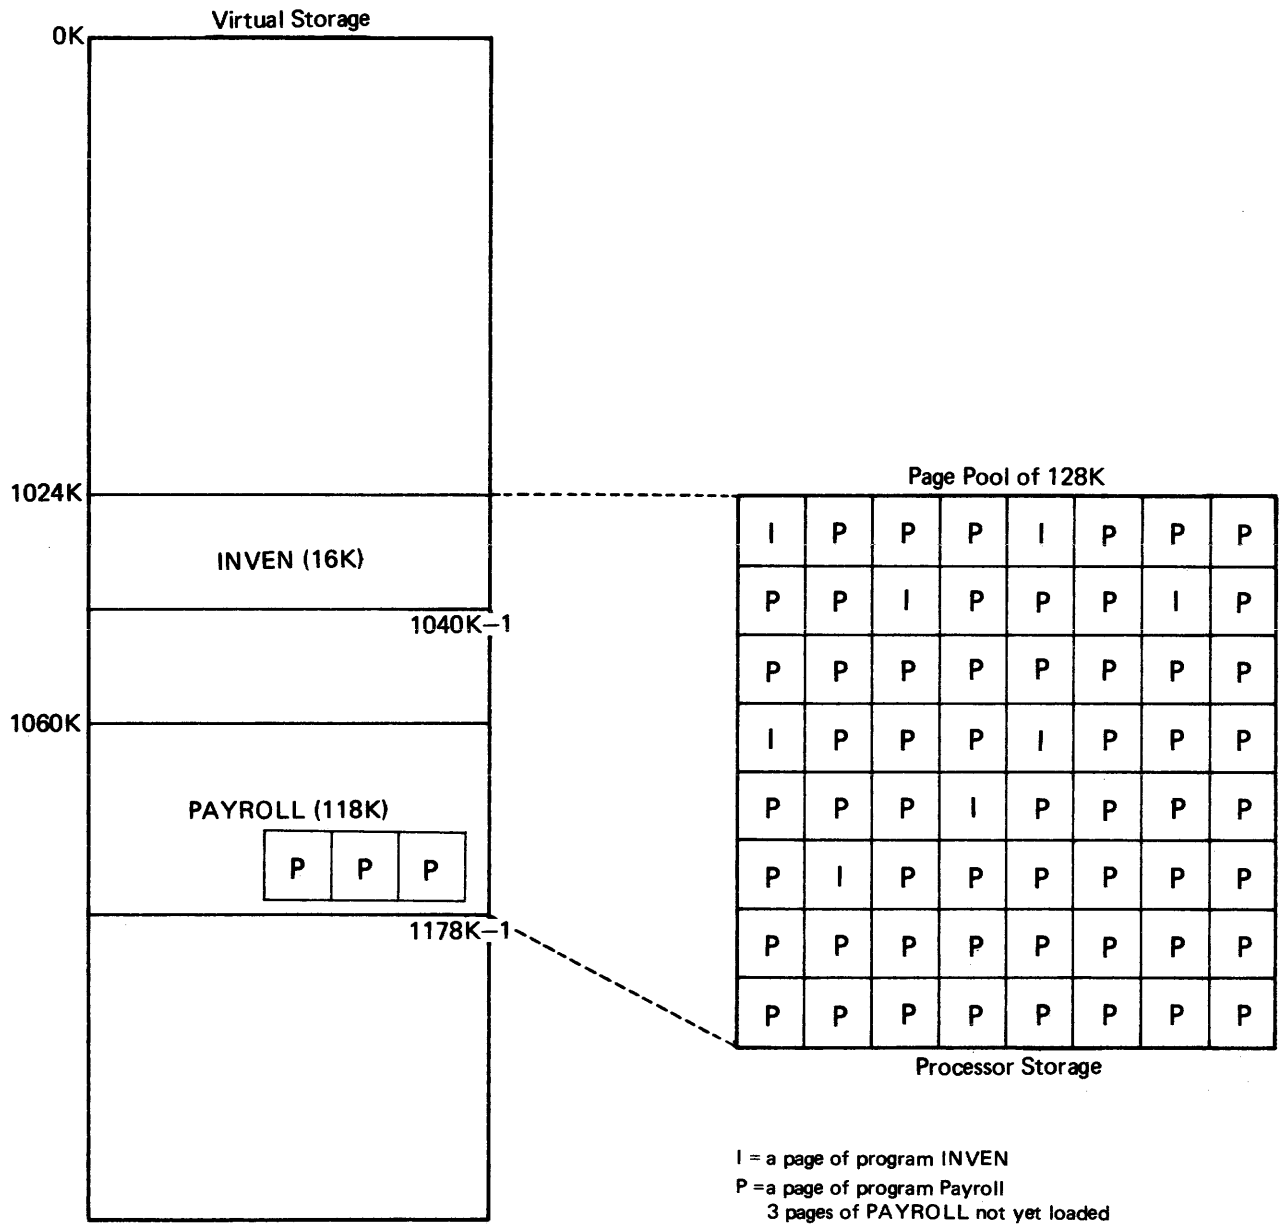 Virtual Storage
0K
1024K
INVEN (16K)
1040K–1
1060K
PAYROLL (118K)
P P P
1178K–1
Page Pool of 128K
I P P P I P P P
P P I P P P I P
P P P P P P P P
I P P P I P P P
P P P I P P P P
P I P P P P P P
P P P P P P P P
P P P P P P P P
Processor Storage
I = a page of program INVEN
P =a page of program Payroll
3 pages of PAYROLL not yet loaded